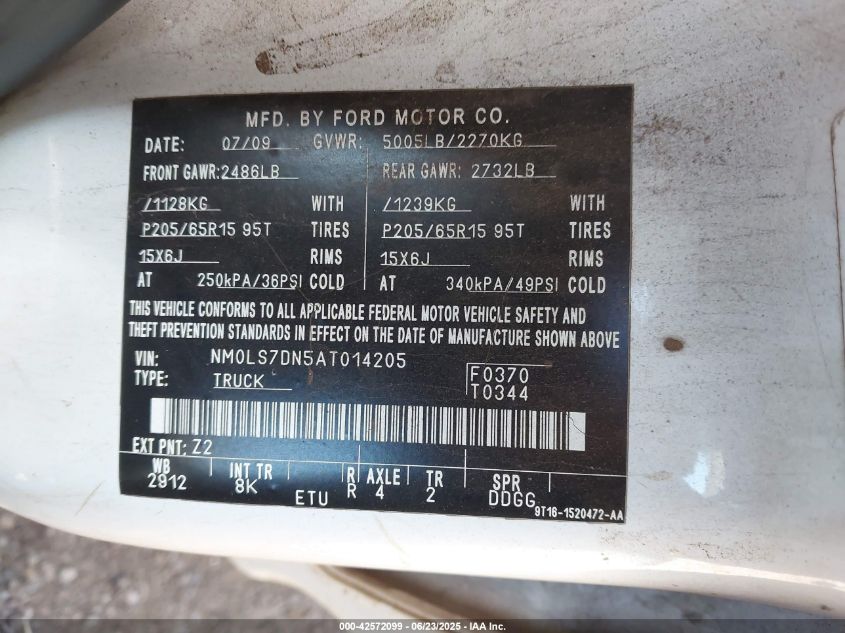 MFD. BY FORD MOTOR CO.
DATE: 07/09 GVWR: 5005LB/2270KG
FRONT GAWR:2486LB REAR GAWR: 2732LB
/1128KG WITH /1239KG WITH
P205/65R15 95T TIRES P205/65R15 95T TIRES
15X6J RIMS 15X6J RIMS
AT 250kPA/36PSI COLD AT 340kPA/49PSI COLD
THIS VEHICLE CONFORMS TO ALL APPLICABLE FEDERAL MOTOR VEHICLE SAFETY AND
THEFT PREVENTION STANDARDS IN EFFECT ON THE DATE OF MANUFACTURE SHOWN ABOVE
VIN: NM0LS7DN5AT014205 F0370
TYPE: TRUCK T0344
EXT PNT: Z2
WB INT TR R AXLE TR SPR
2912 8K ETU R 4 2 DDGG
9T16-1520472-AA
000-42572099 - 06/23/2025 - IAA Inc.